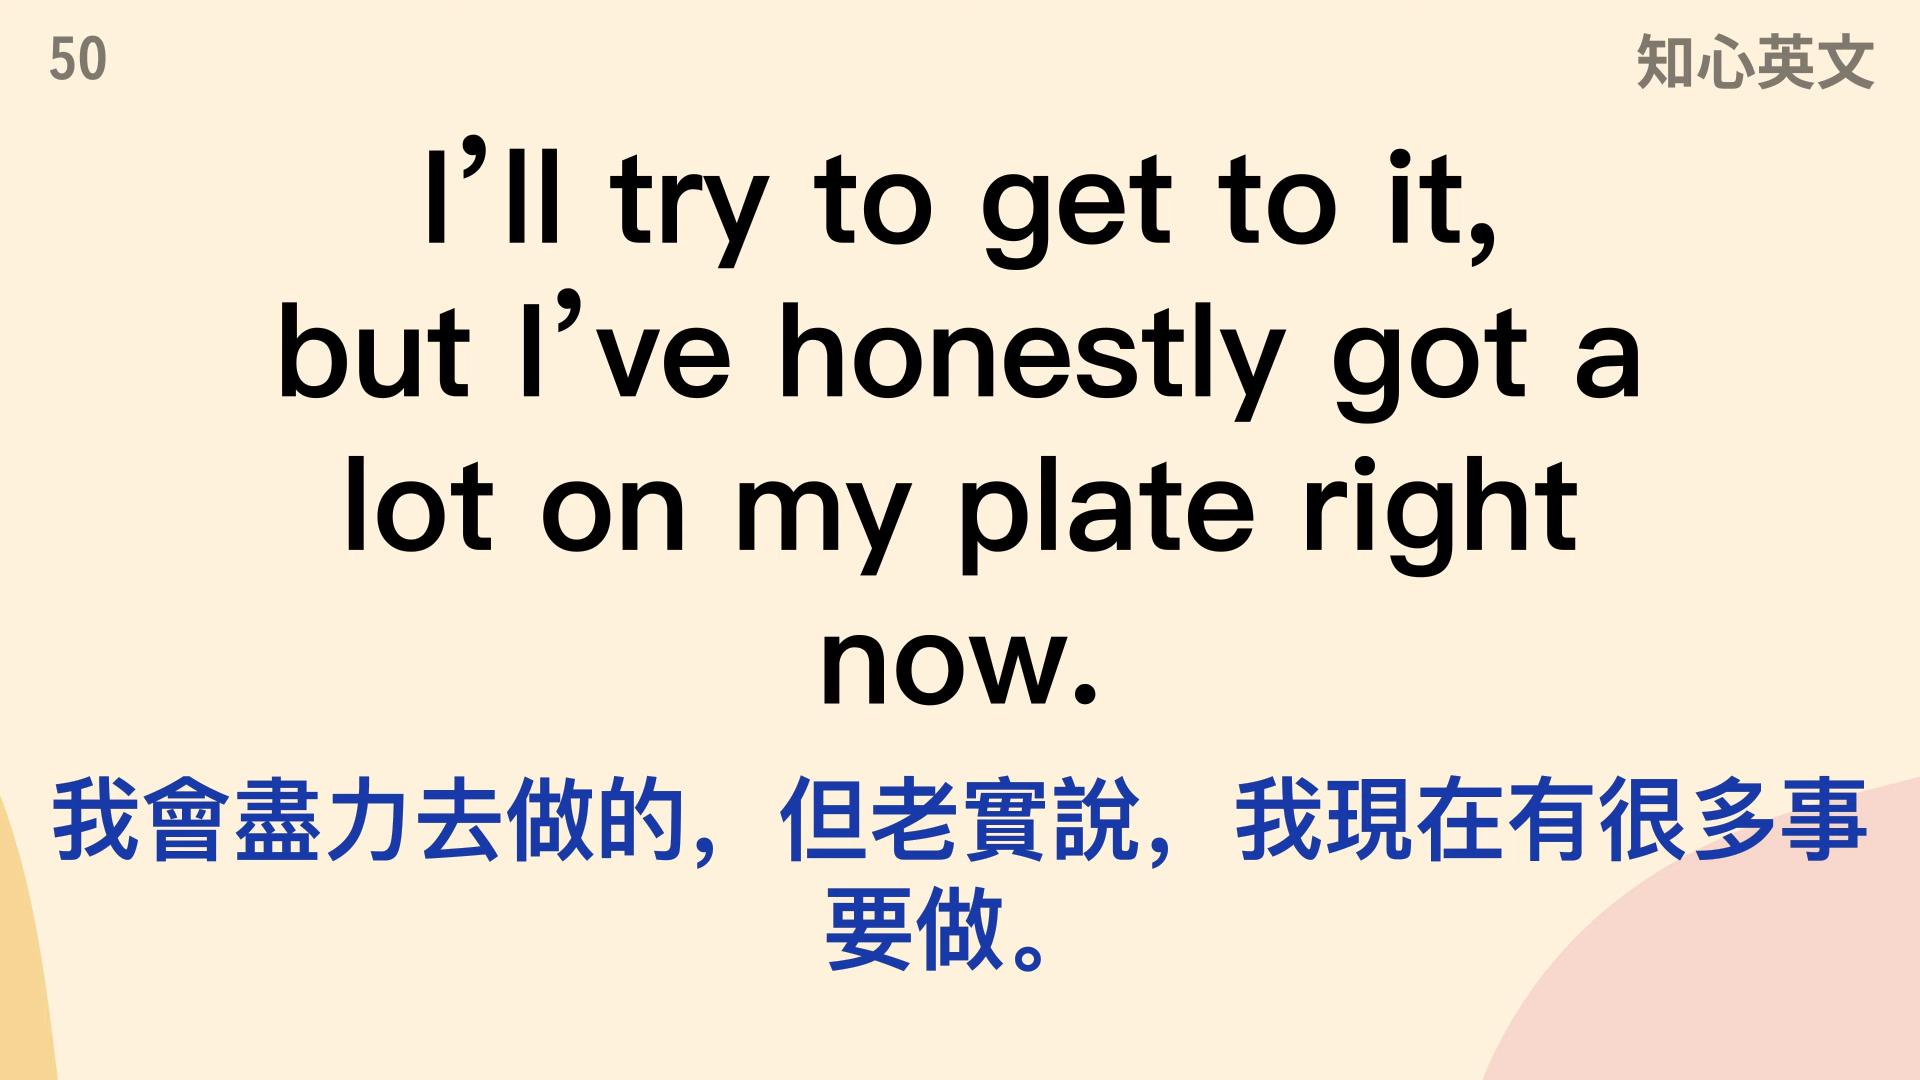 50
知心英文
I’ll try to get to it,
but I’ve honestly got a
lot on my plate right
now.
我會盡力去做的，但老實說，我現在有很多事
要做。